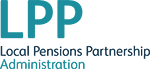 LPP
Local Pensions Partnership
Administration